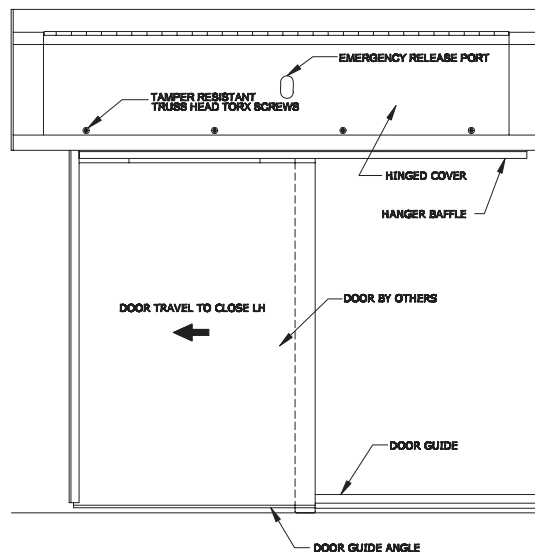 EMERGENCY RELEASE PORT
TAMPER RESISTANT
TRUSS HEAD TORX SCREWS
HINGED COVER
HANGER BAFFLE
DOOR TRAVEL TO CLOSE LH
DOOR BY OTHERS
DOOR GUIDE
DOOR GUIDE ANGLE